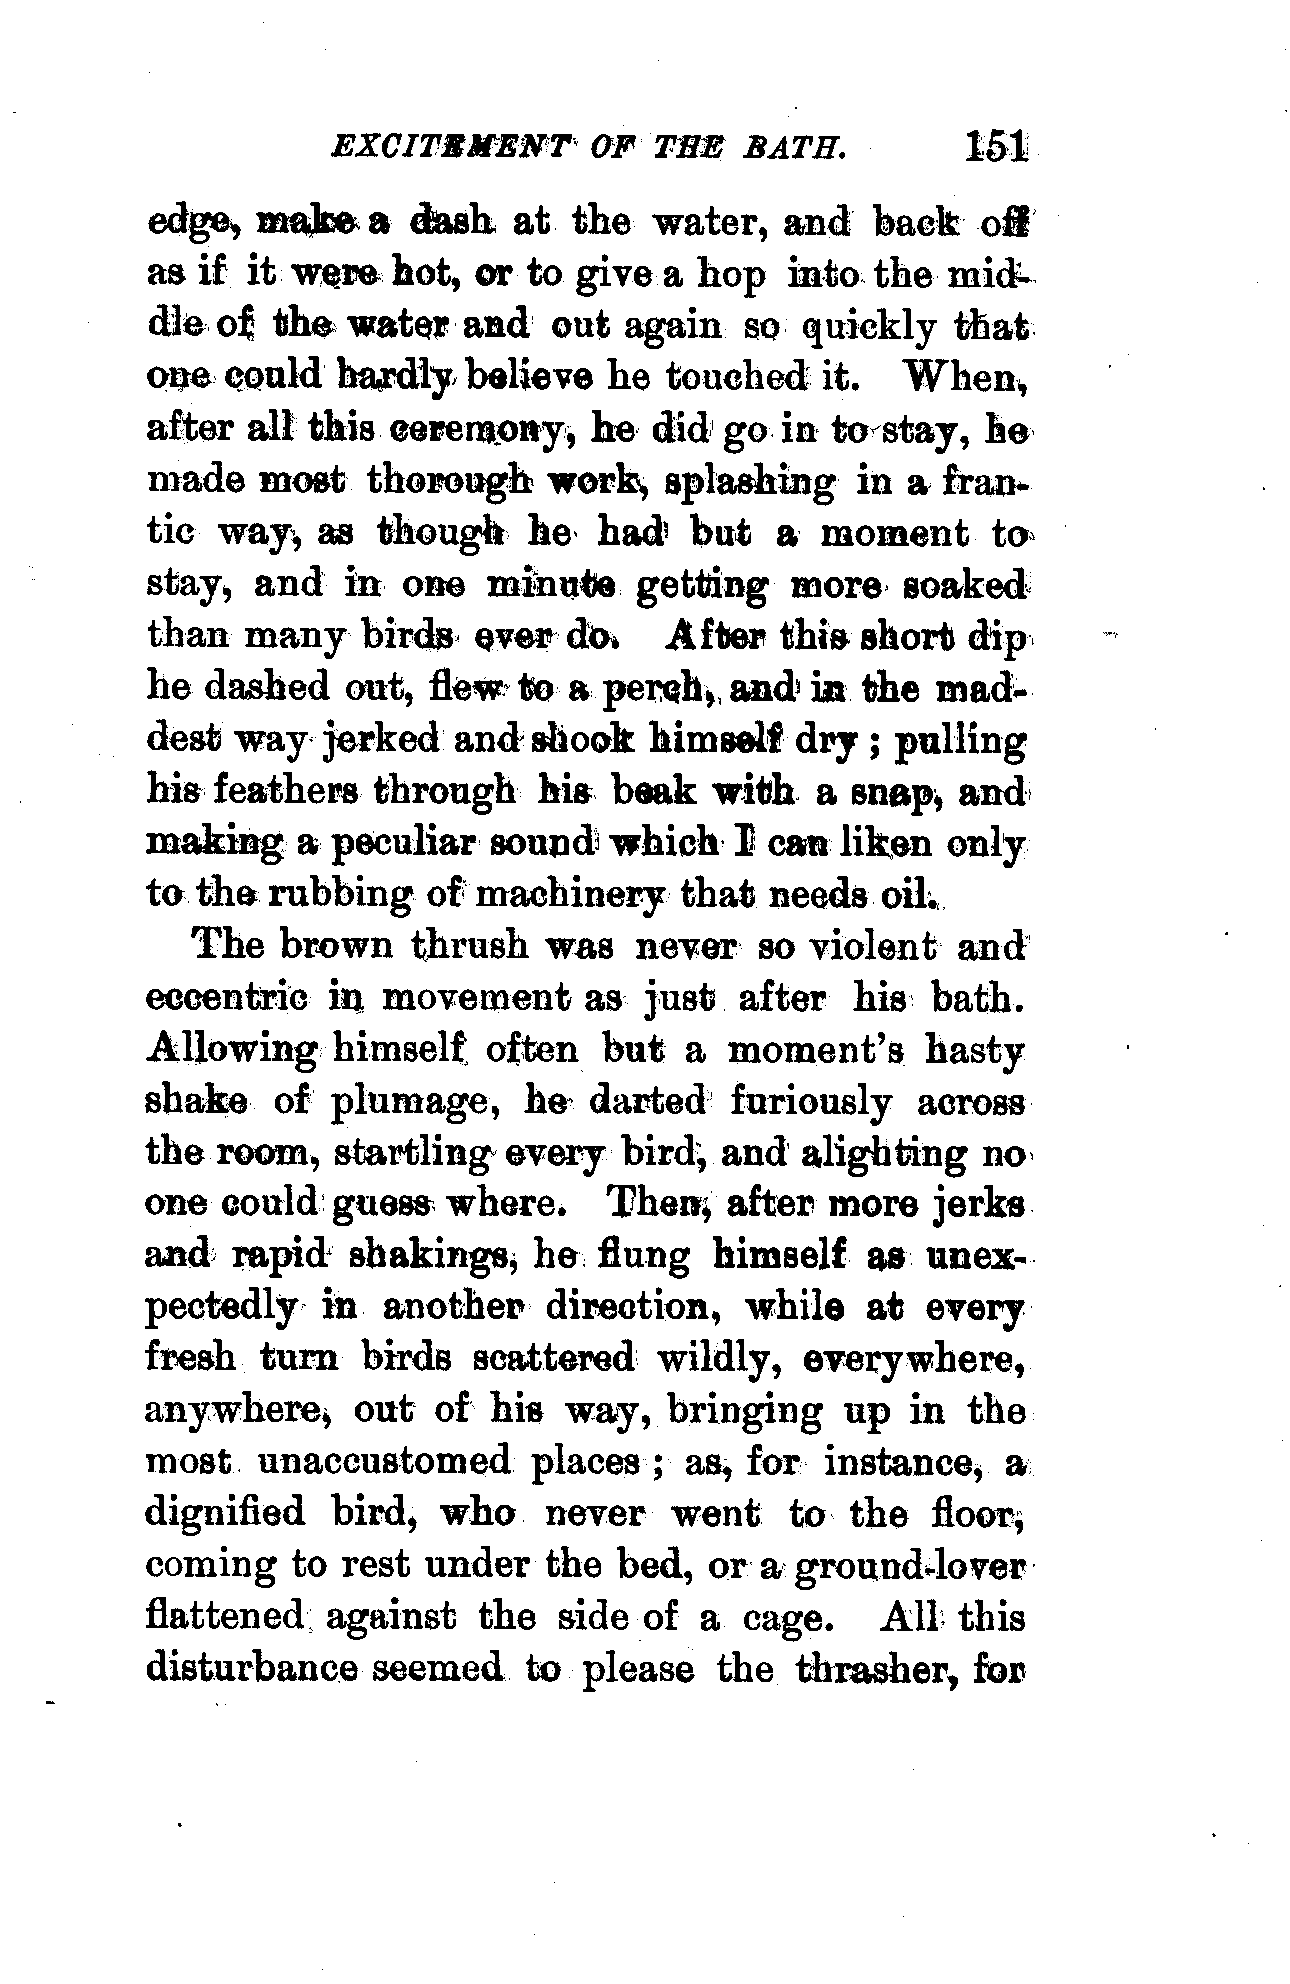 EXCITEMENT OF THE BATH. 151
edge, make a dash at the water, and back off
as if it were hot, or to give a hop into the mid-
dle of the water and out again so quickly that
one could hardly believe he touched it. When,
after all this ceremony, he did go in to stay, he
made most thorough work, splashing in a fran-
tic way, as though he had but a moment to
stay, and in one minute getting more soaked
than many birds ever do. After this short dip
he dashed out, flew to a perch, and in the mad-
dest way jerked and shook himself dry ; pulling
his feathers through his beak with a snap, and
making a peculiar sound which I can liken only
to the rubbing of machinery that needs oil.
The brown thrush was never so violent and
eccentric in movement as just after his bath.
Allowing himself often but a moment's hasty
shake of plumage, he darted furiously across
the room, startling every bird, and alighting no
one could guess where. Then, after more jerks
and rapid shakings, he flung himself as unex-
pectedly in another direction, while at every
fresh turn birds scattered wildly, everywhere,
anywhere, out of his way, bringing up in the
most unaccustomed places ; as, for instance, a
dignified bird, who never went to the floor,
coming to rest under the bed, or a ground-lover
flattened against the side of a cage. All this
disturbance seemed to please the thrasher, for